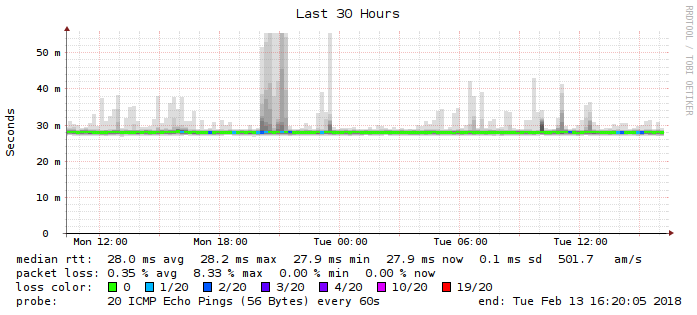 Last 30 Hours
RRDTOOL / TOBI OETIKER
Seconds
50 m
40 m
30 m
20 m
10 m
0
Mon 12:00 Mon 18:00 Tue 00:00 Tue 06:00 Tue 12:00
median rtt: 28.0 ms avg 28.2 ms max 27.9 ms min 27.9 ms now 0.1 ms sd 501.7 am/s
packet loss: 0.35 % avg 8.33 % max 0.00 % min 0.00 % now
loss color: 0 1/20 2/20 3/20 4/20 10/20 19/20
probe: 20 ICMP Echo Pings (56 Bytes) every 60s end: Tue Feb 13 16:20:05 2018